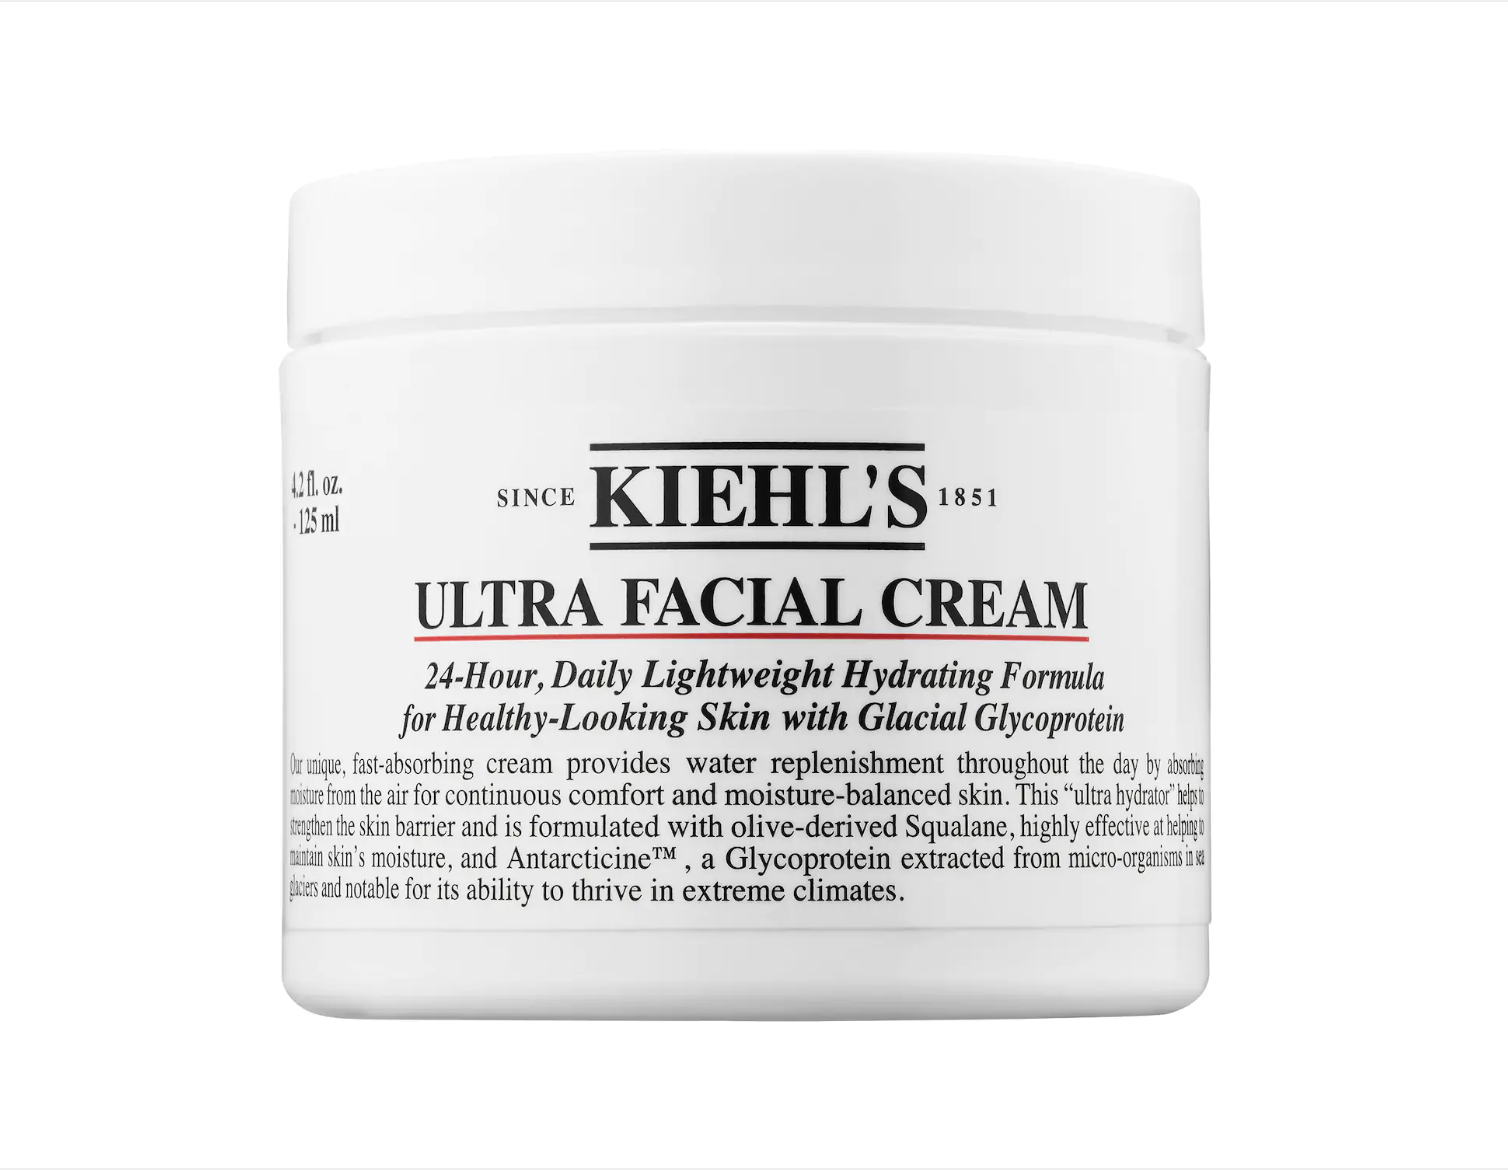 4.2 fl. oz.
- 125 ml
SINCE KIEHL'S 1851
ULTRA FACIAL CREAM
24-Hour, Daily Lightweight Hydrating Formula
for Healthy-Looking Skin with Glacial Glycoprotein
Our unique, fast-absorbing cream provides water replenishment throughout the day by absorbing
moisture from the air for continuous comfort and moisture-balanced skin. This “ultra hydrator” helps to
strengthen the skin barrier and is formulated with olive-derived Squalane, highly effective at helping to
maintain skin's moisture, and Antarcticine™ , a Glycoprotein extracted from micro-organisms in sea
glaciers and notable for its ability to thrive in extreme climates.